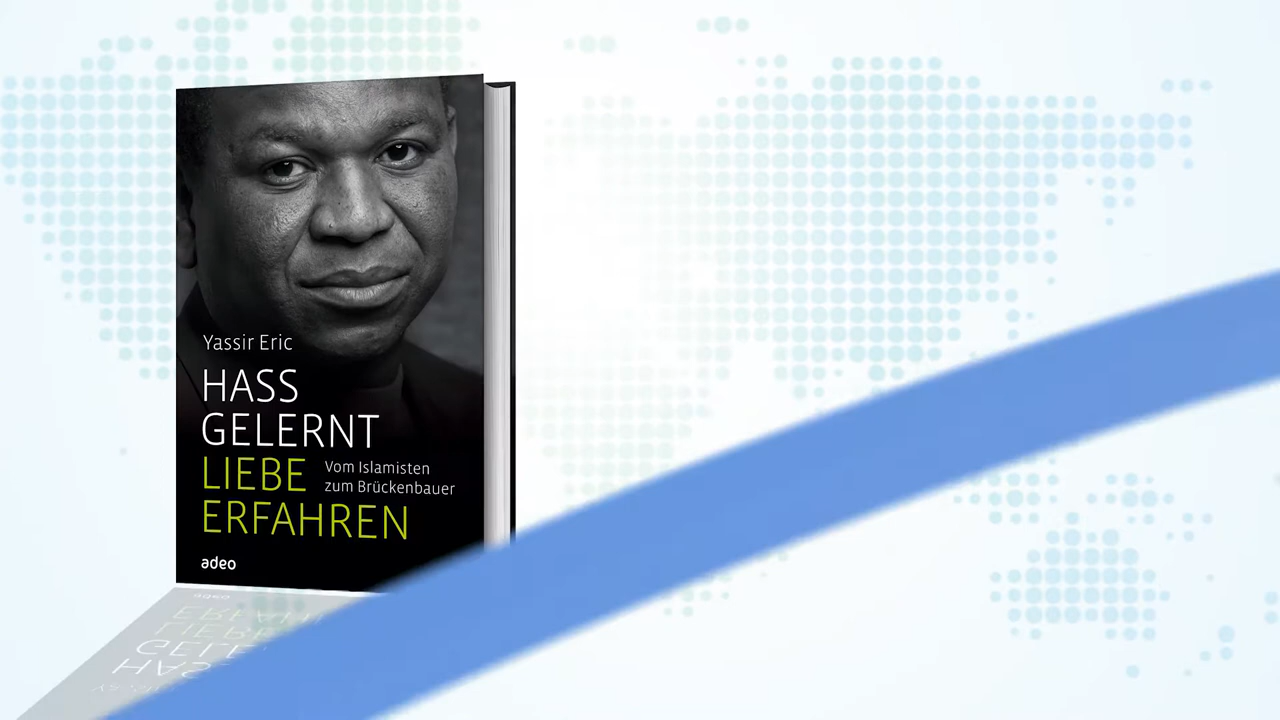 Yassir Eric
HASS
GELERNT
LIEBE
Vom Islamisten
zum Brückenbauer
ERFAHREN
adeo